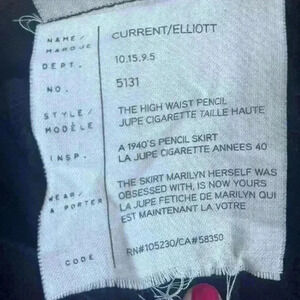 NAME/ MARQUE CURRENT/ELLIOTT
DEPT. 10.15.9.5
NO. 5131
STYLE/ MODÈLE THE HIGH WAIST PENCIL
JUPE CIGARETTE TAILLE HAUTE
INSP. A 1940'S PENCIL SKIRT
LA JUPE CIGARETTE ANNEES 40
WEAR/ A PORTER THE SKIRT MARILYN HERSELF WAS
OBSESSED WITH, IS NOW YOURS
LA JUPE FETICHE DE MARILYN QUI
EST MAINTENANT LA VOTRE
CODE RN#105230/CA#58350